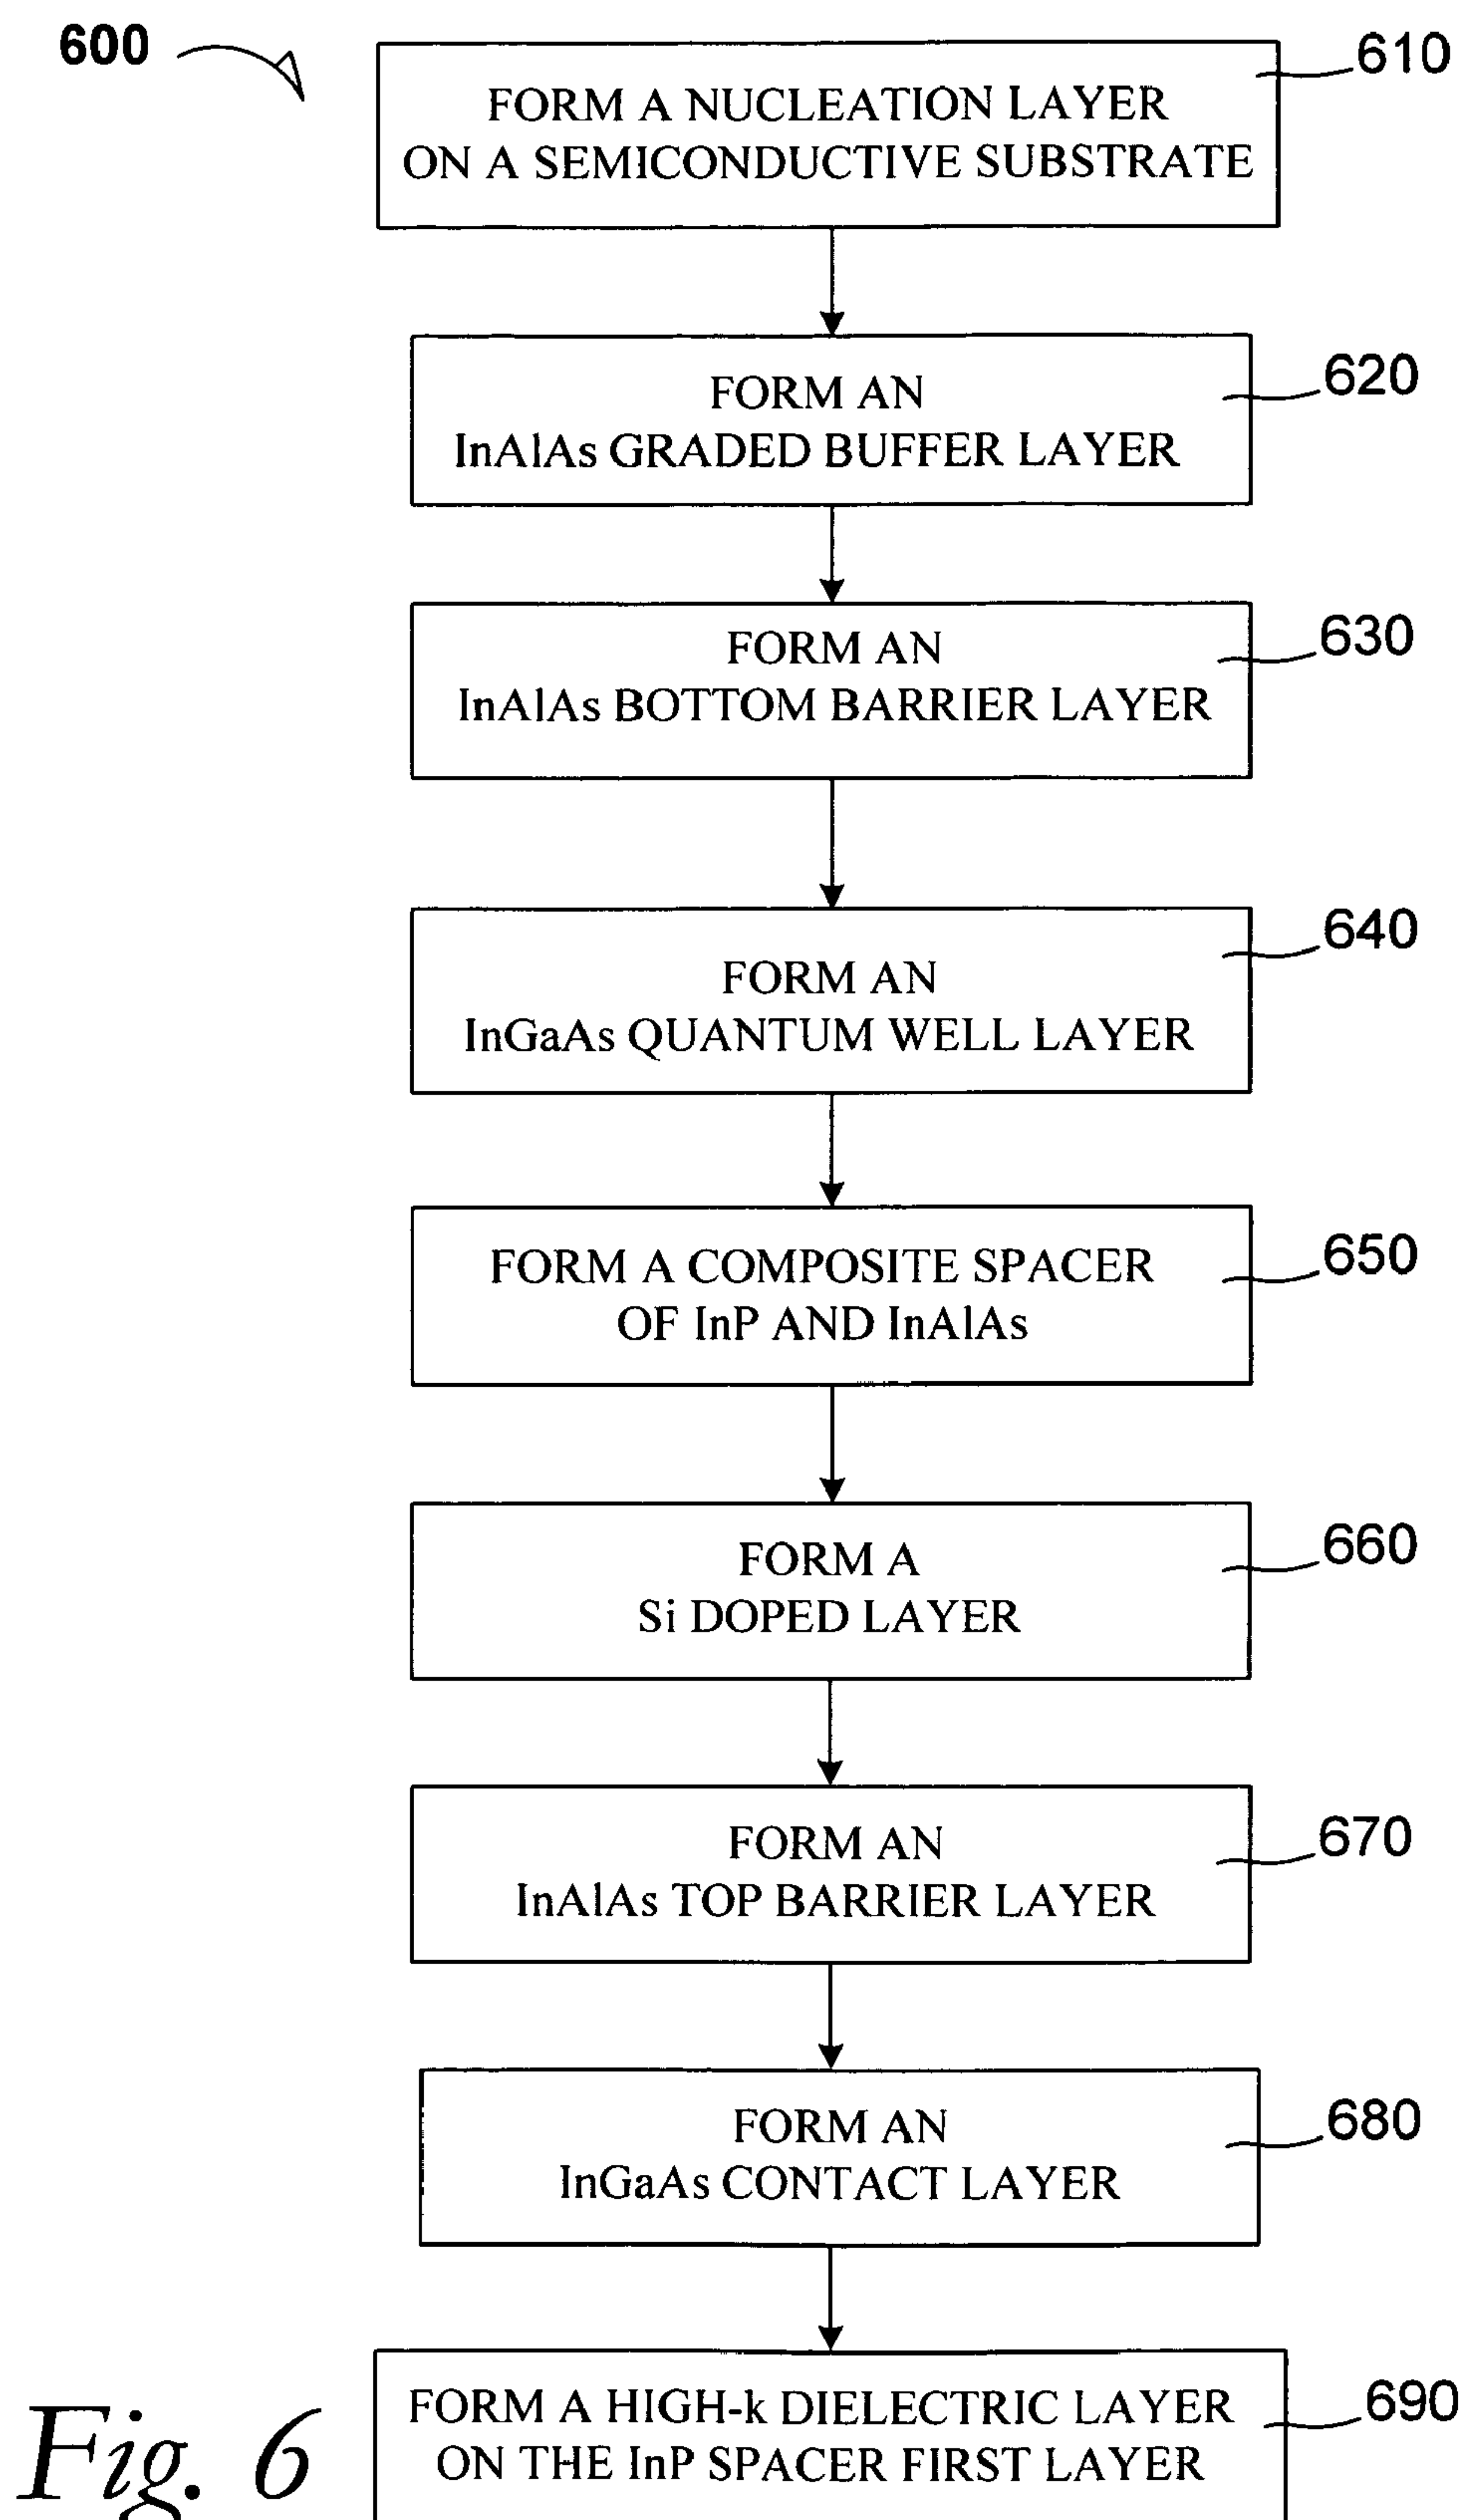 600
610
FORM A NUCLEATION LAYER
ON A SEMICONDUCTIVE SUBSTRATE
620
FORM AN
InAlAs GRADED BUFFER LAYER
630
FORM AN
InAlAs BOTTOM BARRIER LAYER
640
FORM AN
InGaAs QUANTUM WELL LAYER
650
FORM A COMPOSITE SPACER
OF InP AND InAlAs
660
FORM A
Si DOPED LAYER
670
FORM AN
InAlAs TOP BARRIER LAYER
680
FORM AN
InGaAs CONTACT LAYER
690
FORM A HIGH-k DIELECTRIC LAYER
ON THE InP SPACER FIRST LAYER
Fig. 6